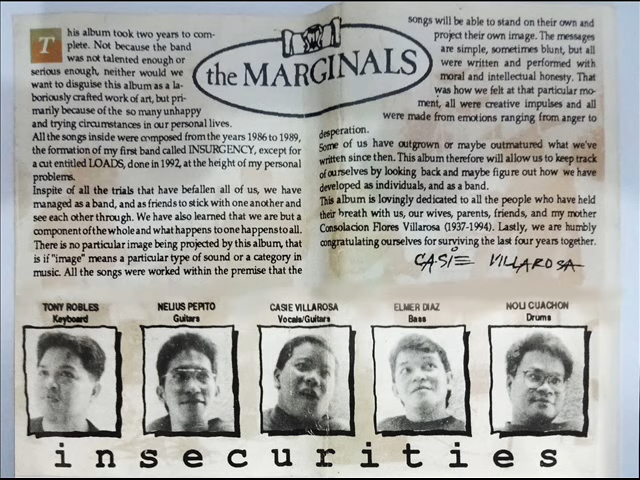 This album took two years to com-
plete. Not because the band
was not talented enough or
serious enough, neither would we
want to disguise this album as a la-
boriously crafted work of art, but pri-
marily because of the so many unhappy
and trying circumstances in our personal lives.
All the songs inside were composed from the years 1986 to 1989,
the formation of my first band called INSURGENCY, except for
a cut entitled LOADS, done in 1992, at the height of my personal
problems.
Inspite of all the trials that have befallen all of us, we have
managed as a band, and as friends to stick with one another and
see each other through. We have also learned that we are but a
component of the whole and what happens to one happens to all.
There is no particular image being projected by this album, that
is if "image" means a particular type of sound or a category in
music. All the songs were worked within the premise that the
the MARGINALS
songs will be able to stand on their own and
project their own image. The messages
are simple, sometimes blunt, but all
were written and performed with
moral and intellectual honesty. That
was how we felt at that particular mo-
ment, all were creative impulses and all
were made from emotions ranging from anger to
desperation.
Some of us have outgrown or maybe outmatured what we've
written since then. This album therefore will allow us to keep track
of ourselves by looking back and maybe figure out how we have
developed as individuals, and as a band.
This album is lovingly dedicated to all the people who have held
their breath with us, our wives, parents, friends, and my mother
Consolacion Flores Villarosa (1937-1994). Lastly, we are humbly
congratulating ourselves for surviving the last four years together.
CASIE VILLAROSA
TONY ROBLES
Keyboard
NELIUS PEPITO
Guitars
CASIE VILLAROSA
Vocals/Guitars
ELMER DIAZ
Bass
NOLI CUACHON
Drums
insecurities